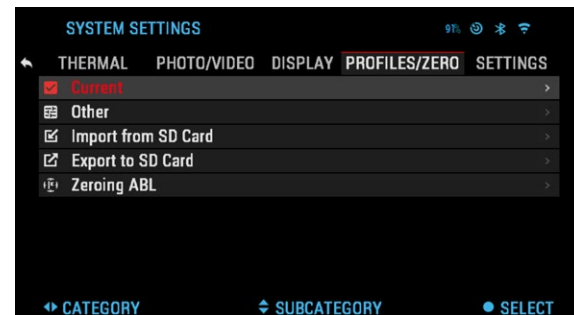 SYSTEM SETTINGS 91%
THERMAL PHOTO/VIDEO DISPLAY PROFILES/ZERO SETTINGS
Current
Other
Import from SD Card
Export to SD Card
Zeroing ABL
CATEGORY SUBCATEGORY SELECT